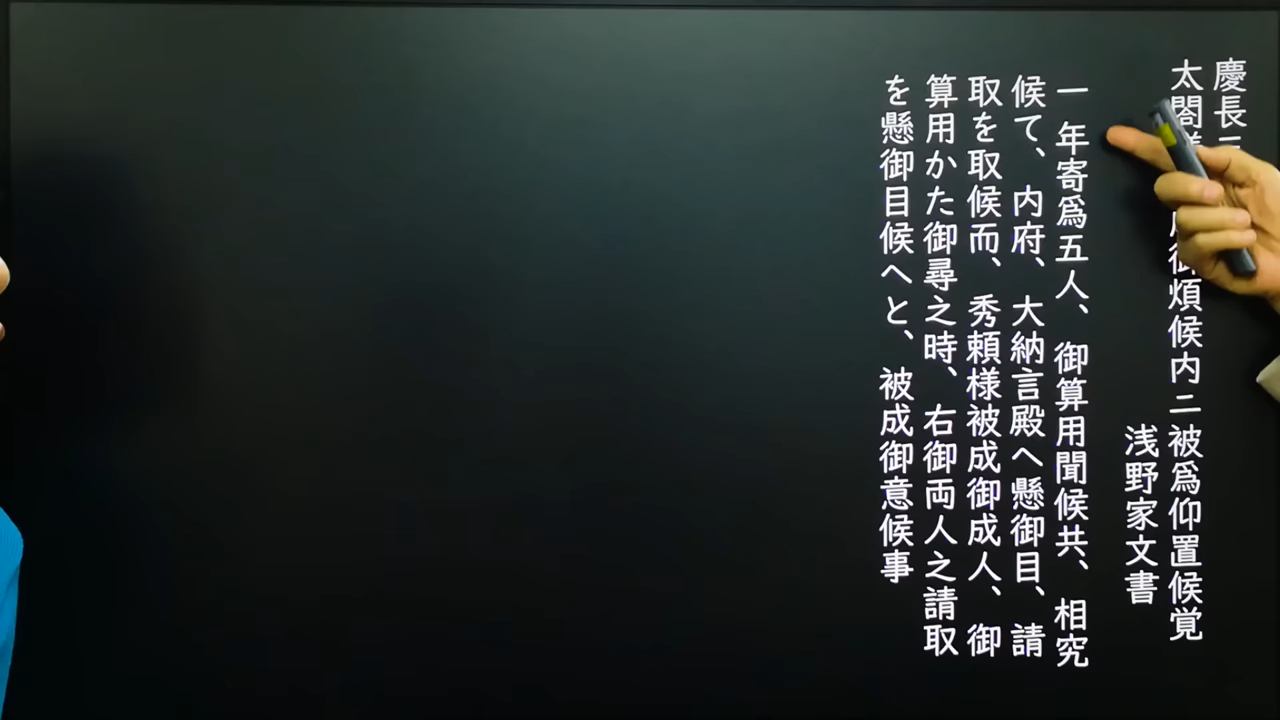 慶長三
太閤様 御煩候内ニ被爲仰置候覚
浅野家文書
一 年寄爲五人、御算用聞候共、相究
候て、内府、大納言殿へ懸御目、請
取を取候而、秀頼様被成御成人、御
算用かた御尋之時、右御両人之請取
を懸御目候へと、被成御意候事